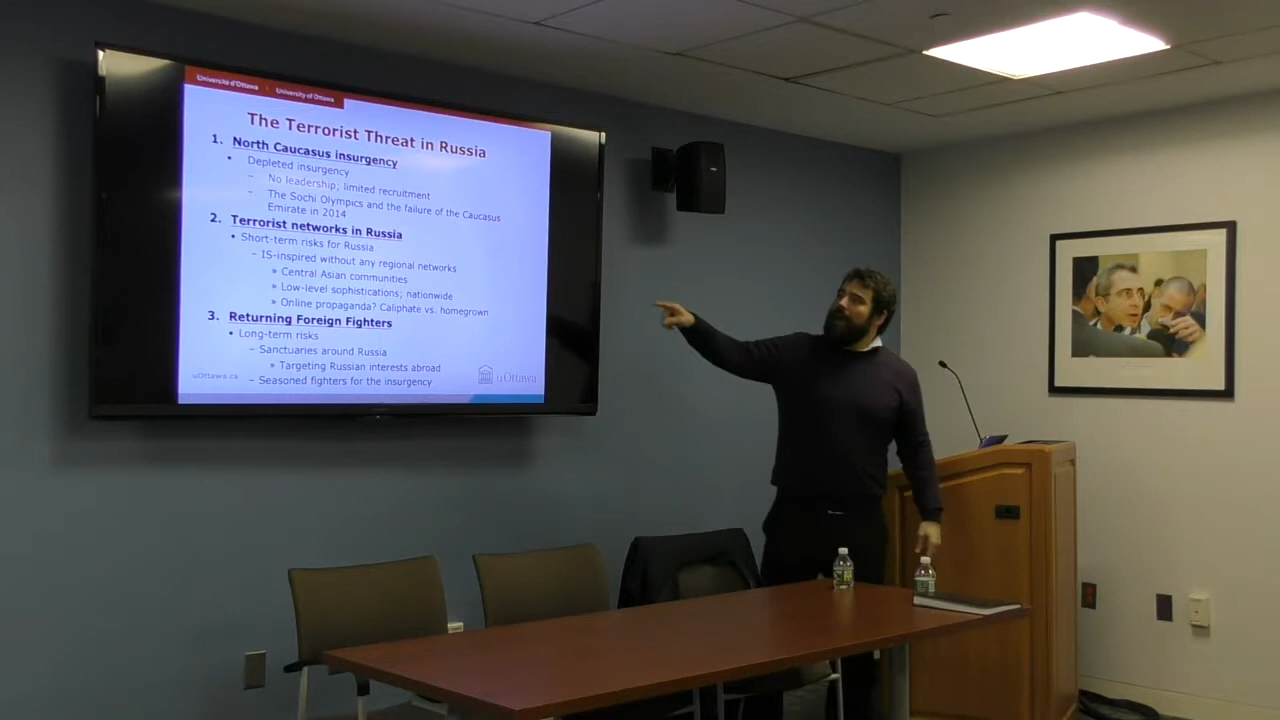 Université d'Ottawa | University of Ottawa
The Terrorist Threat in Russia
1. North Caucasus insurgency
• Depleted insurgency
– No leadership; limited recruitment
– The Sochi Olympics and the failure of the Caucasus
Emirate in 2014
2. Terrorist networks in Russia
• Short-term risks for Russia
– IS-inspired without any regional networks
» Central Asian communities
» Low-level sophistications; nationwide
» Online propaganda? Caliphate vs. homegrown
3. Returning Foreign Fighters
• Long-term risks
– Sanctuaries around Russia
» Targeting Russian interests abroad
– Seasoned fighters for the insurgency
uOttawa.ca
uOttawa